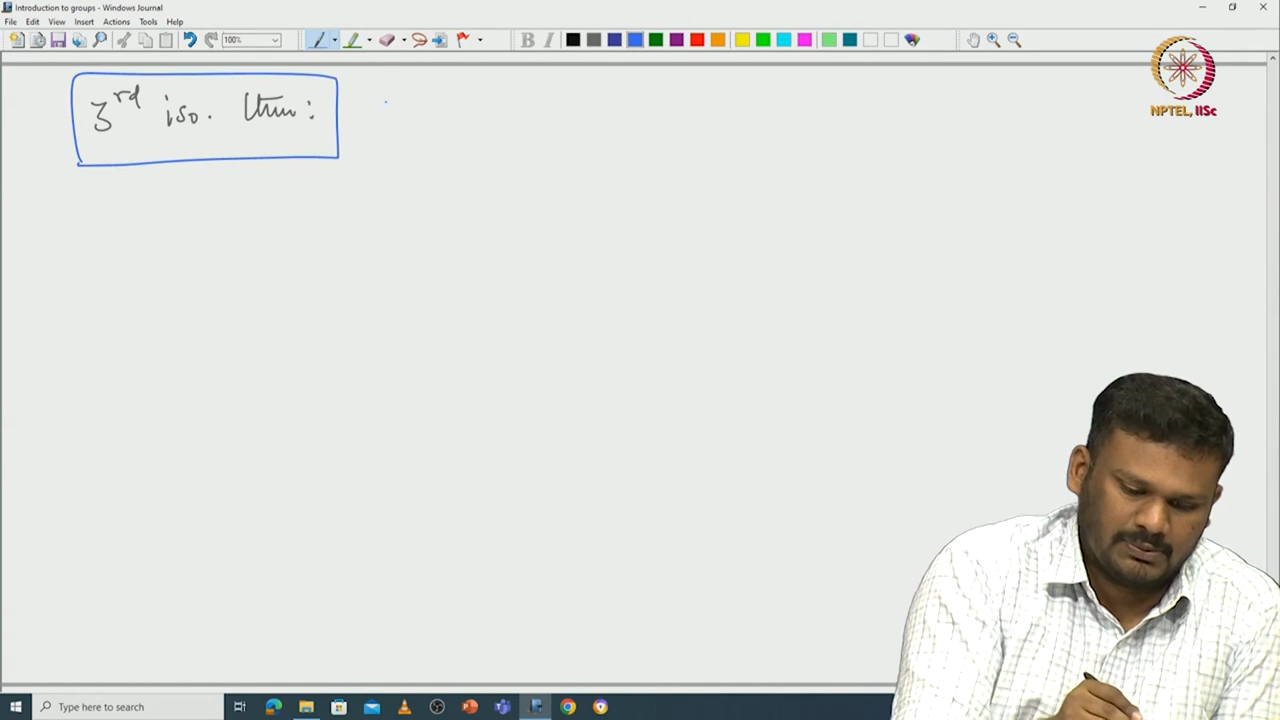 Introduction to groups - Windows Journal
File Edit View Insert Actions Tools Help
100%
B I
NPTEL, IISc
3rd iso. thm:
Type here to search